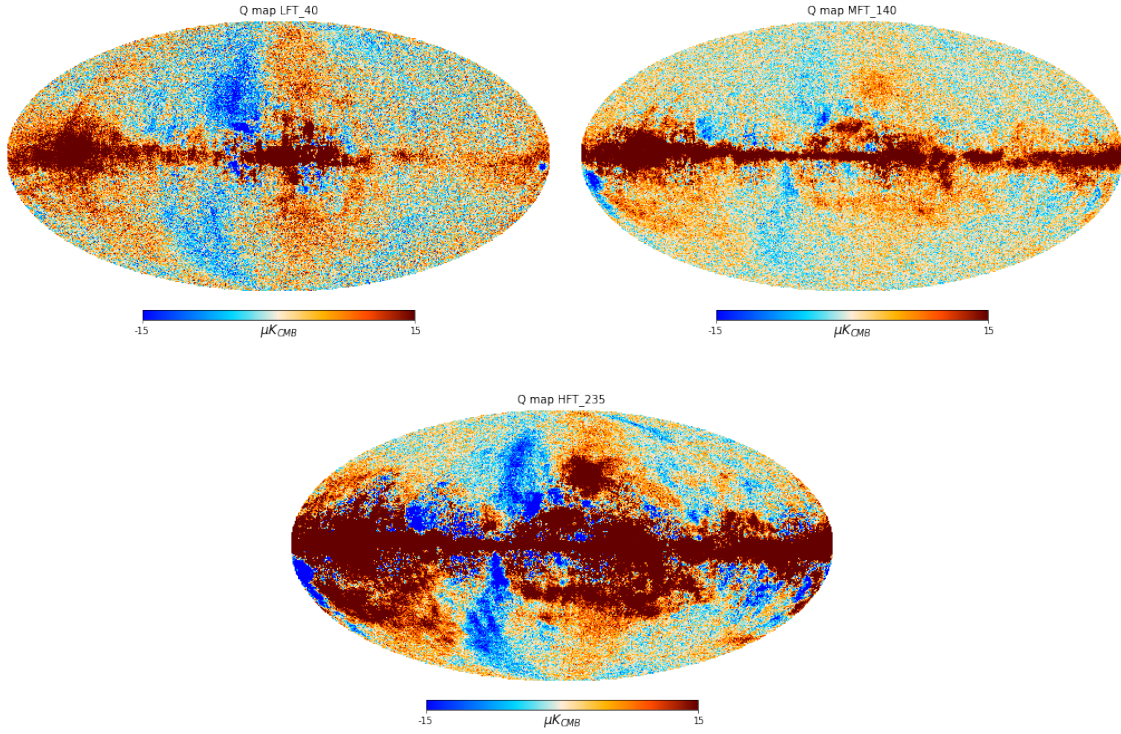 Q map LFT_40
Q map MFT_140
-15 15
μK_CMB
-15 15
μK_CMB
Q map HFT_235
-15 15
μK_CMB